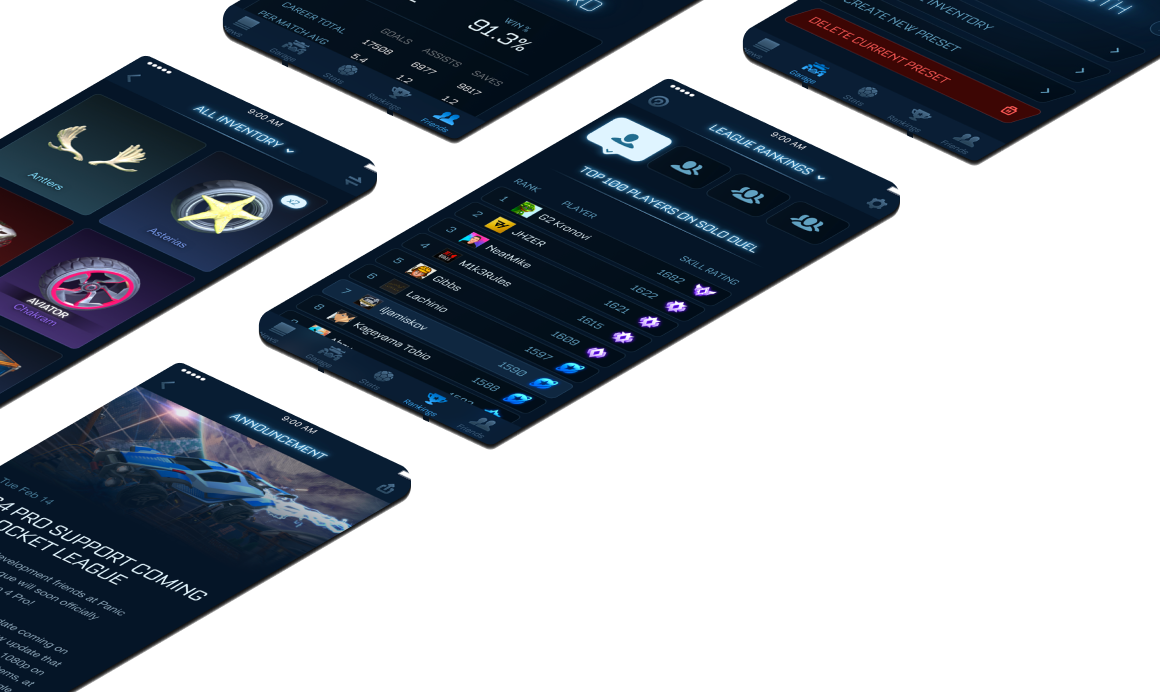 WIN %
91.3%
CAREER TOTAL
GOALS
ASSISTS
SAVES
17508
6977
9817
PER MATCH AVG
5.4
1.2
1.2
Garage
Stats
Rankings
Friends
INVENTORY
CREATE NEW PRESET
DELETE CURRENT PRESET
Garage
Stats
Rankings
Friends
9:00 AM
ALL INVENTORY
Antlers
x2
Asterias
AVIATOR
Chakram
9:00 AM
LEAGUE RANKINGS
TOP 100 PLAYERS ON SOLO DUEL
RANK
PLAYER
SKILL RATING
1 G2 Kronovi 1682
2 JHZER 1622
3 NeatMike 1621
4 M1k3Rules 1615
5 Gibbs 1609
6 Lachinio 1597
7 iljamiskov 1590
8 Kageyama Tobio 1588
Garage
Stats
Rankings
Friends
9:00 AM
ANNOUNCEMENT
Tue Feb 14
4 PRO SUPPORT COMING
OCKET LEAGUE
evelopment friends at Panic
gue will soon officially
4 Pro!
date coming on
update that
1080p on
ems, at